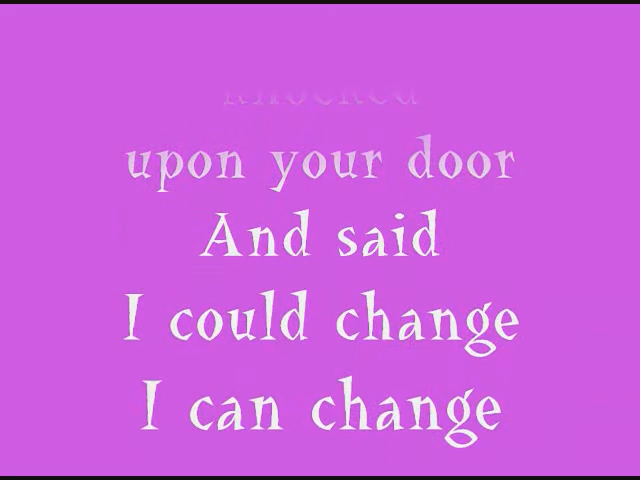 knocked
upon your door
And said
I could change
I can change